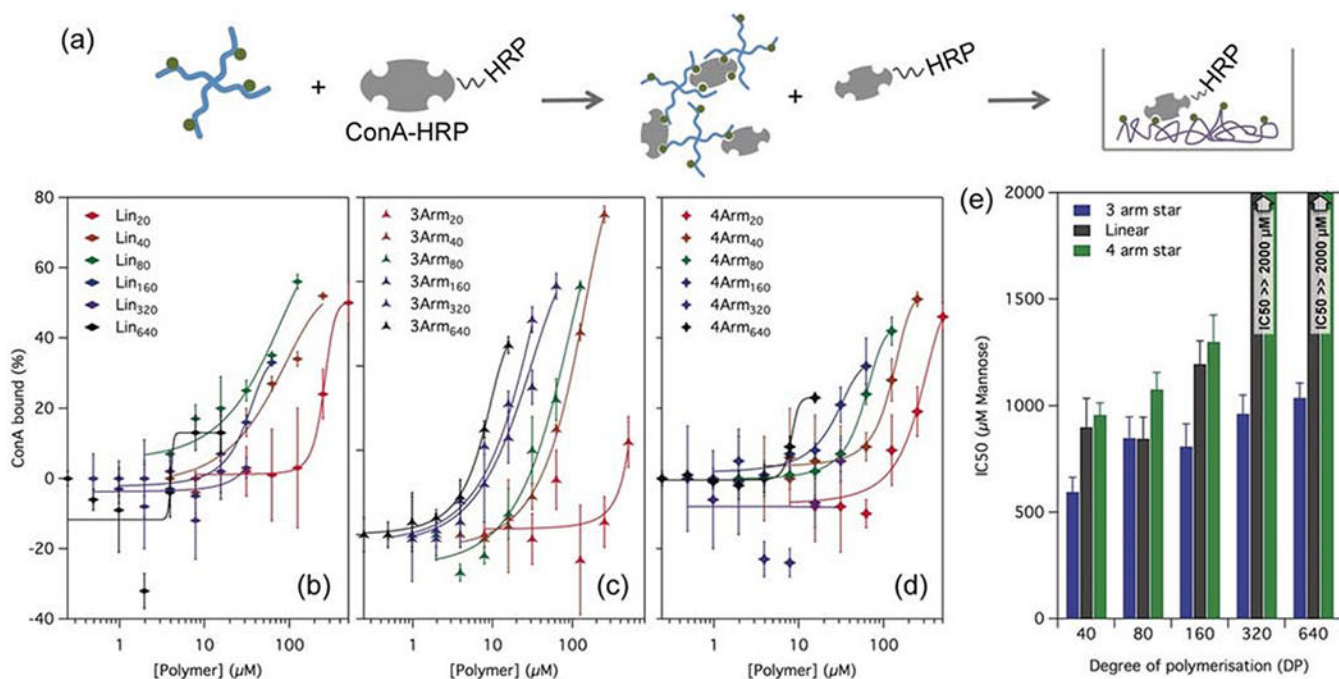 (a)
+
ConA-HRP
HRP
+
HRP
HRP
ConA bound (%)
80
60
40
20
0
-20
-40
Lin20
Lin40
Lin80
Lin160
Lin320
Lin640
(b)
1
10
100
[Polymer] (µM)
3Arm20
3Arm40
3Arm80
3Arm160
3Arm320
3Arm640
(c)
1
10
100
[Polymer] (µM)
4Arm20
4Arm40
4Arm80
4Arm160
4Arm320
4Arm640
(d)
1
10
100
[Polymer] (µM)
(e)
IC50 (µM Mannose)
2000
1500
1000
500
0
3 arm star
Linear
4 arm star
IC50 >> 2000 µM
IC50 >> 2000 µM
40
80
160
320
640
Degree of polymerisation (DP)